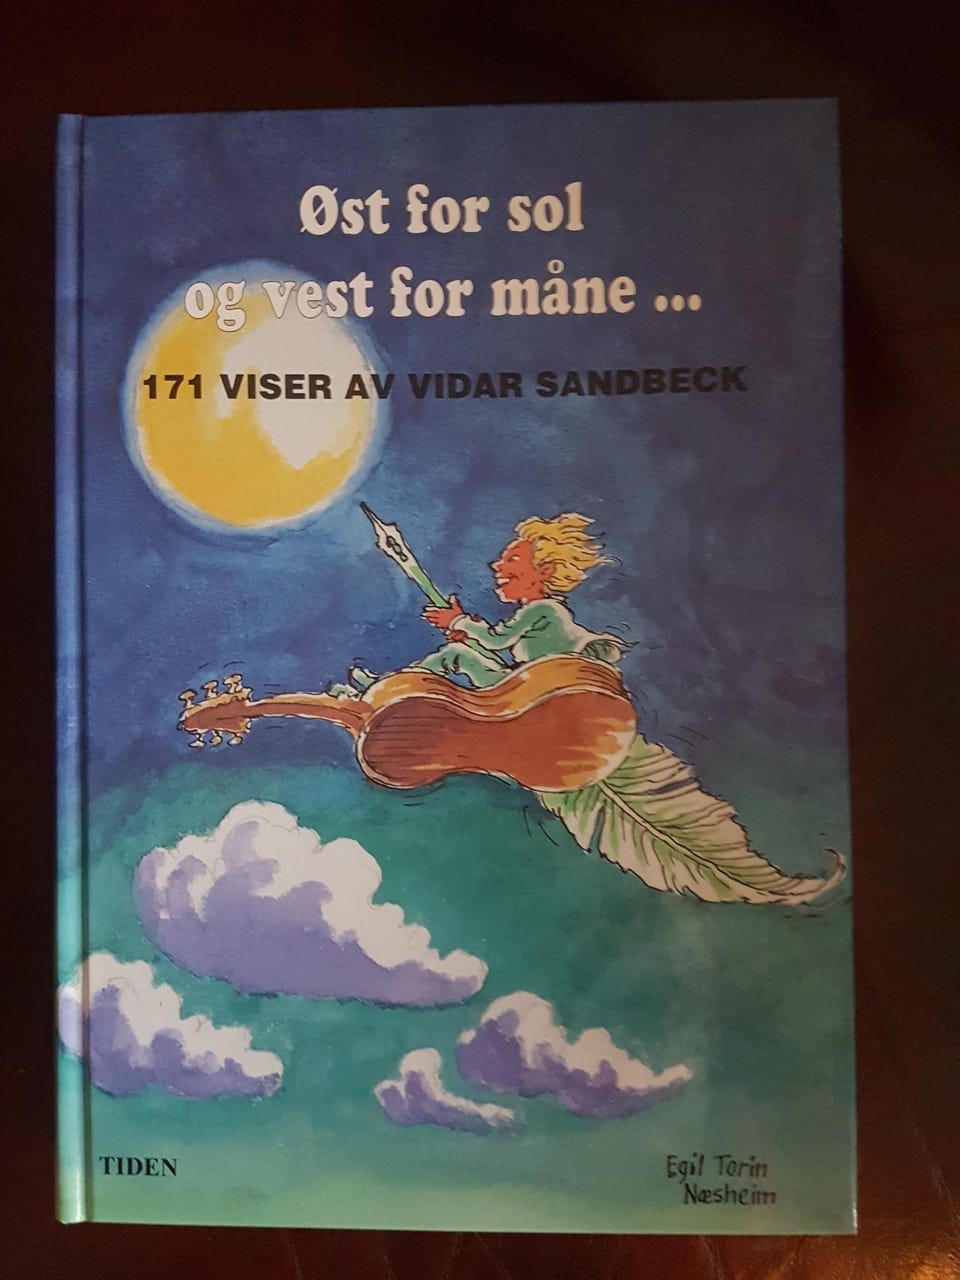 Øst for sol
og vest for måne ...
171 VISER AV VIDAR SANDBECK
TIDEN
Egil Torin
Næsheim